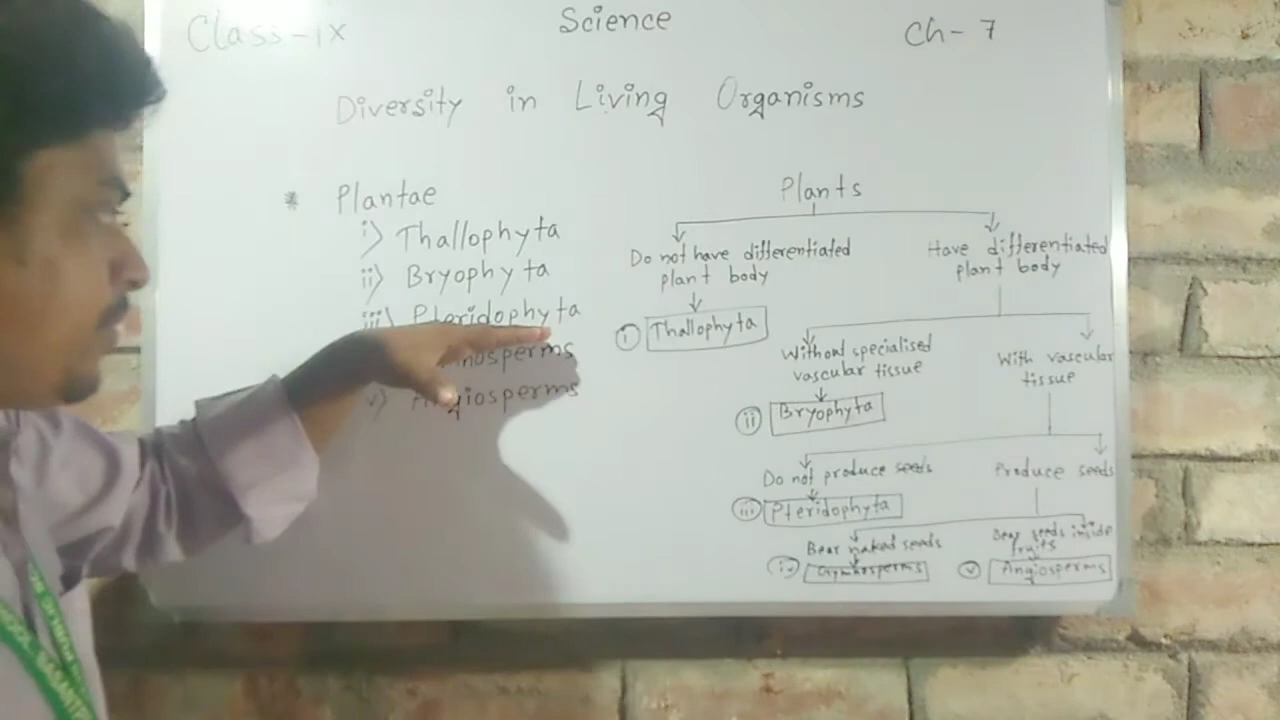 Class-IX
Science
Ch-7
Diversity in Living Organisms
* Plantae
i) Thallophyta
ii) Bryophyta
iii) Pteridophyta
nosperms
v) Angiosperms
Plants
Do not have differentiated
plant body
Have differentiated
plant body
i Thallophyta
Without specialised
vascular tissue
With vascular
tissue
ii Bryophyta
Do not produce seeds
Produce seeds
iii Pteridophyta
Bear naked seeds
Bear seeds inside
fruits
iv Gymnosperms
v Angiosperms